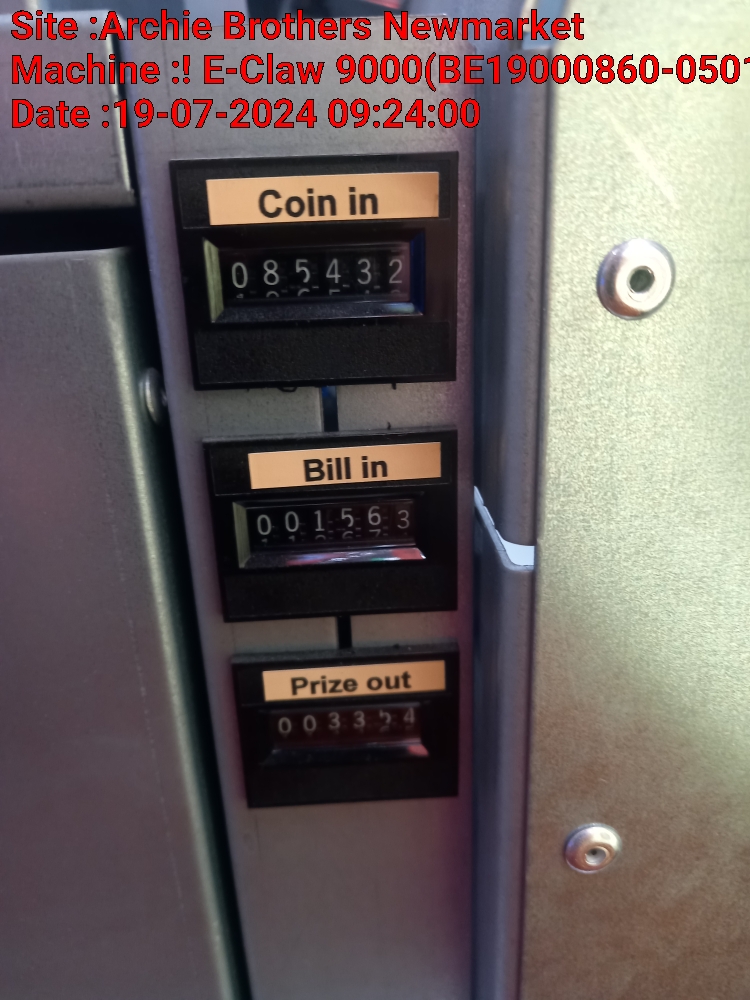 Site :Archie Brothers Newmarket
Machine :! E-Claw 9000(BE19000860-0501
Date :19-07-2024 09:24:00
Coin in
085432
Bill in
001563
Prize out
003354